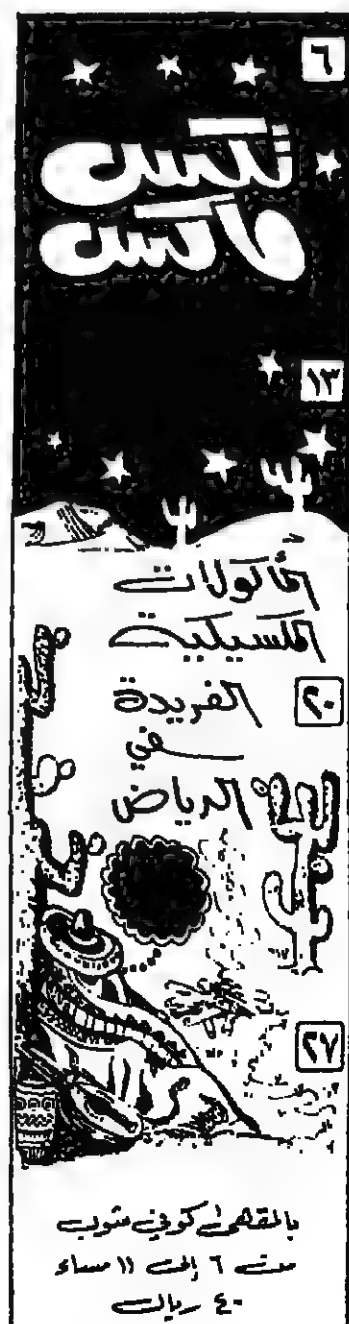 ٦
تكس
مكس
١٣
المأكولات
المكسيكية
الفريدة
٢٠
في
الرياض
٢٧
بالمقهى كوفي شوب
من ٦ إلى ١١ مساء
٤٠ ريال